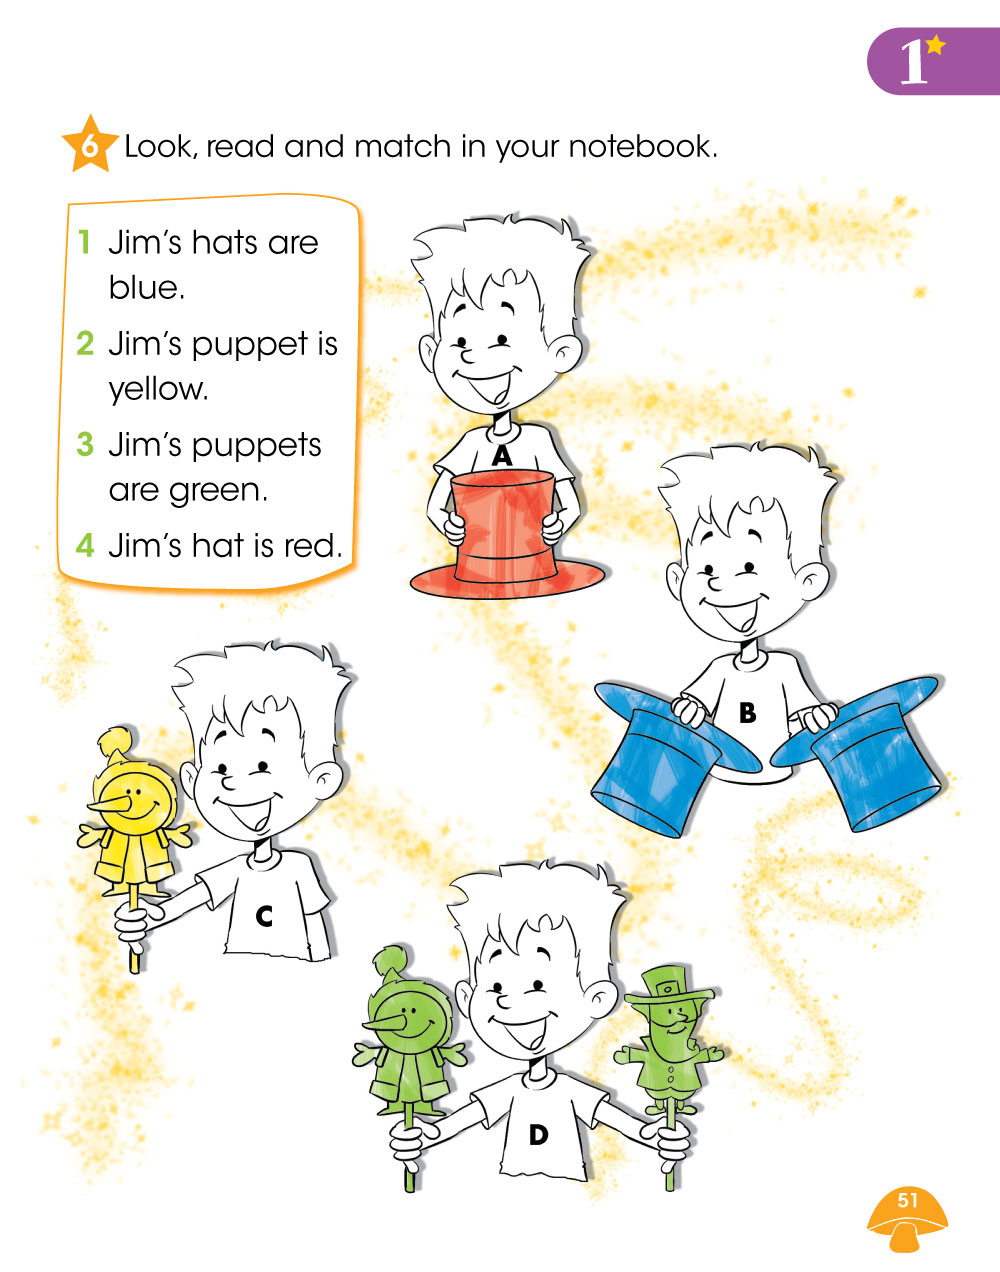 1
6 Look, read and match in your notebook.
1 Jim's hats are
blue.
2 Jim's puppet is
yellow.
3 Jim's puppets
are green.
4 Jim's hat is red.
A
B
C
D
51